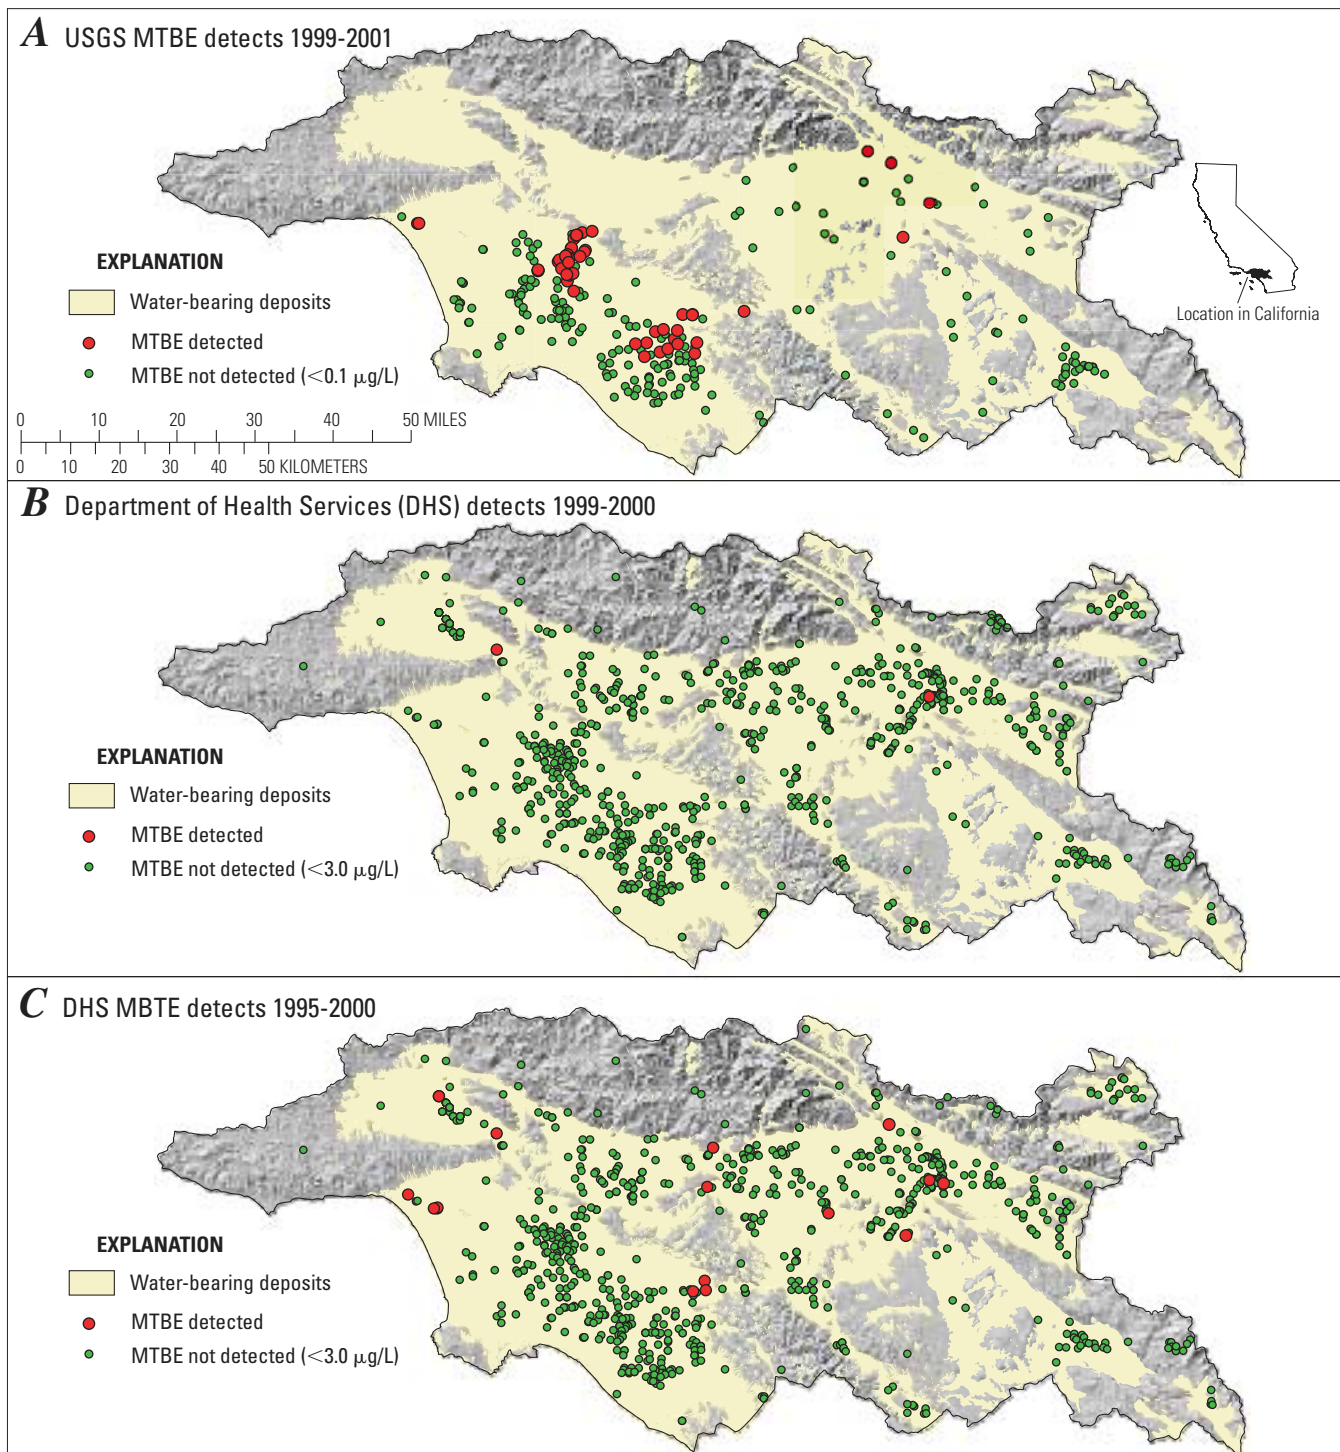 A USGS MTBE detects 1999-2001
EXPLANATION
Water-bearing deposits
MTBE detected
MTBE not detected (<0.1 µg/L)
0 10 20 30 40 50 MILES
0 10 20 30 40 50 KILOMETERS
Location in California
B Department of Health Services (DHS) detects 1999-2000
EXPLANATION
Water-bearing deposits
MTBE detected
MTBE not detected (<3.0 µg/L)
C DHS MBTE detects 1995-2000
EXPLANATION
Water-bearing deposits
MTBE detected
MTBE not detected (<3.0 µg/L)